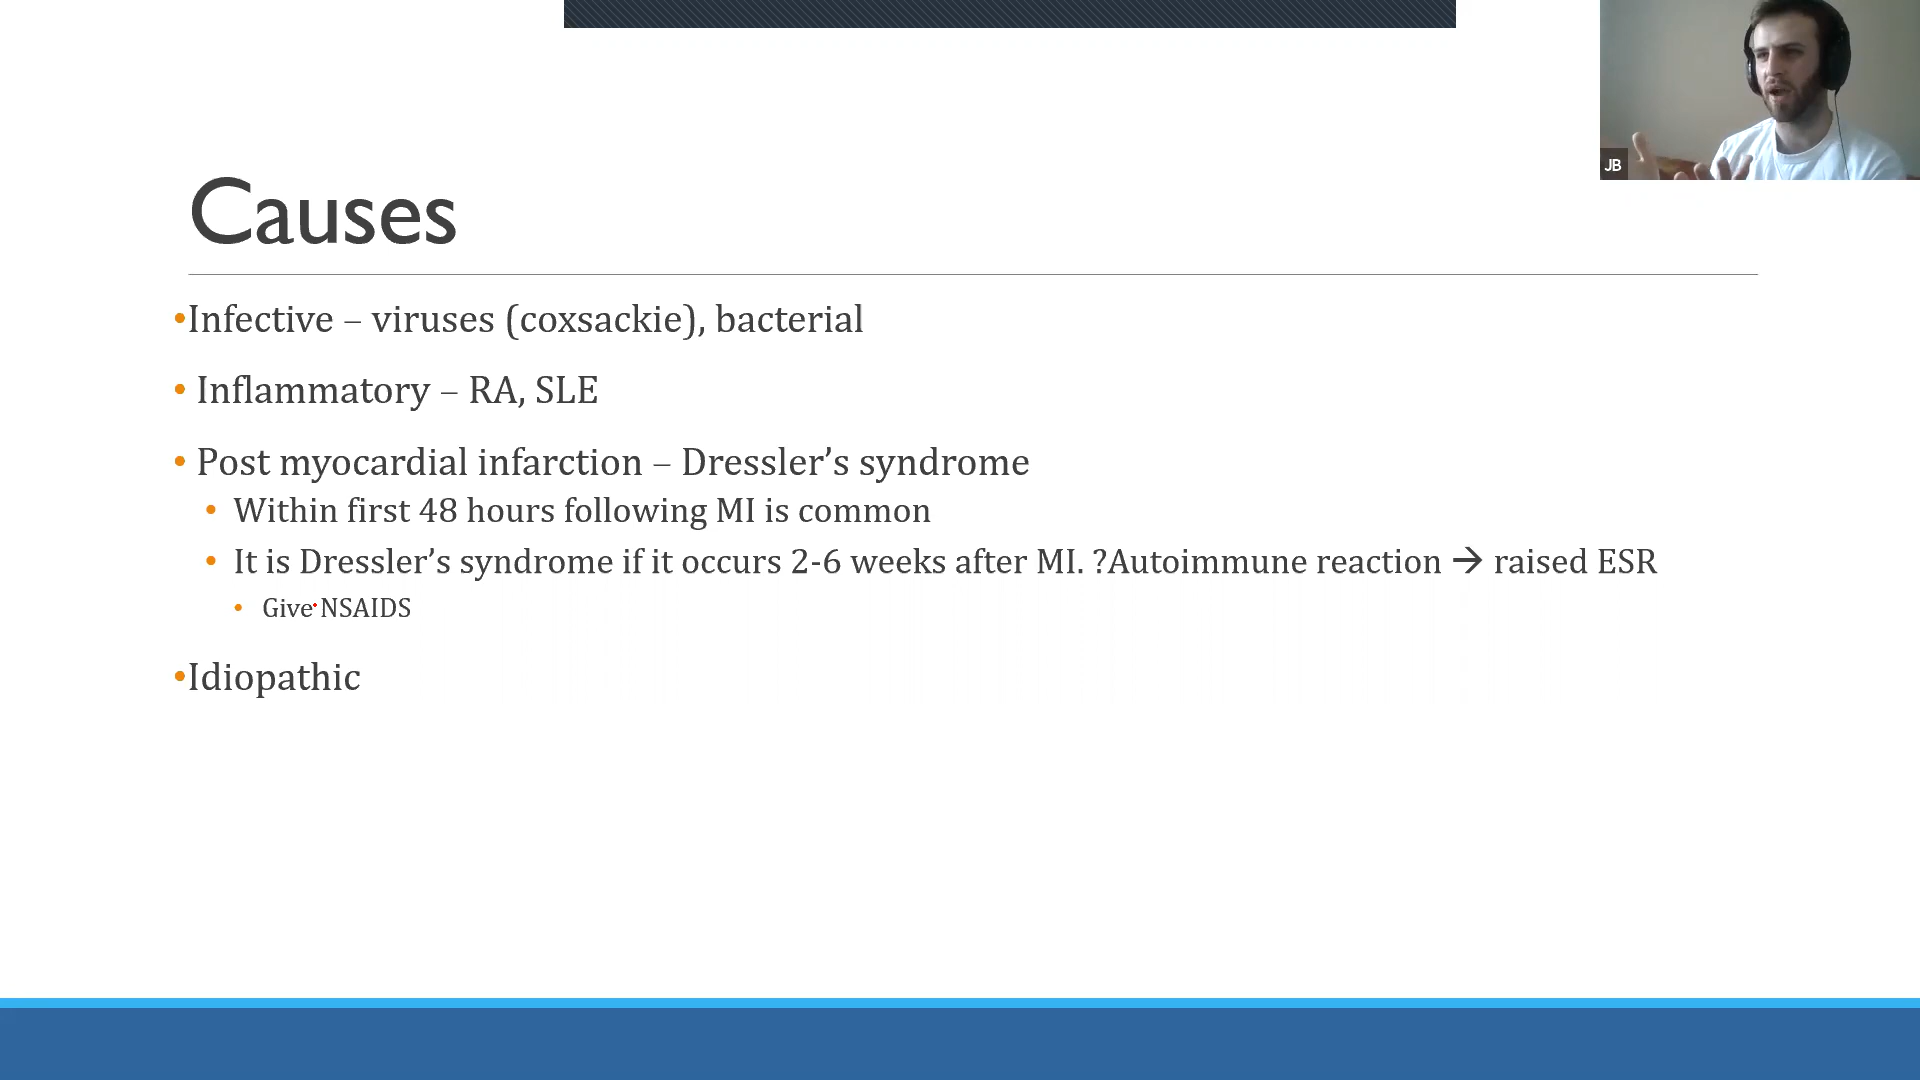 JB
Causes
•Infective – viruses (coxsackie), bacterial
• Inflammatory – RA, SLE
• Post myocardial infarction – Dressler’s syndrome
• Within first 48 hours following MI is common
• It is Dressler’s syndrome if it occurs 2-6 weeks after MI. ?Autoimmune reaction → raised ESR
• Give NSAIDS
•Idiopathic